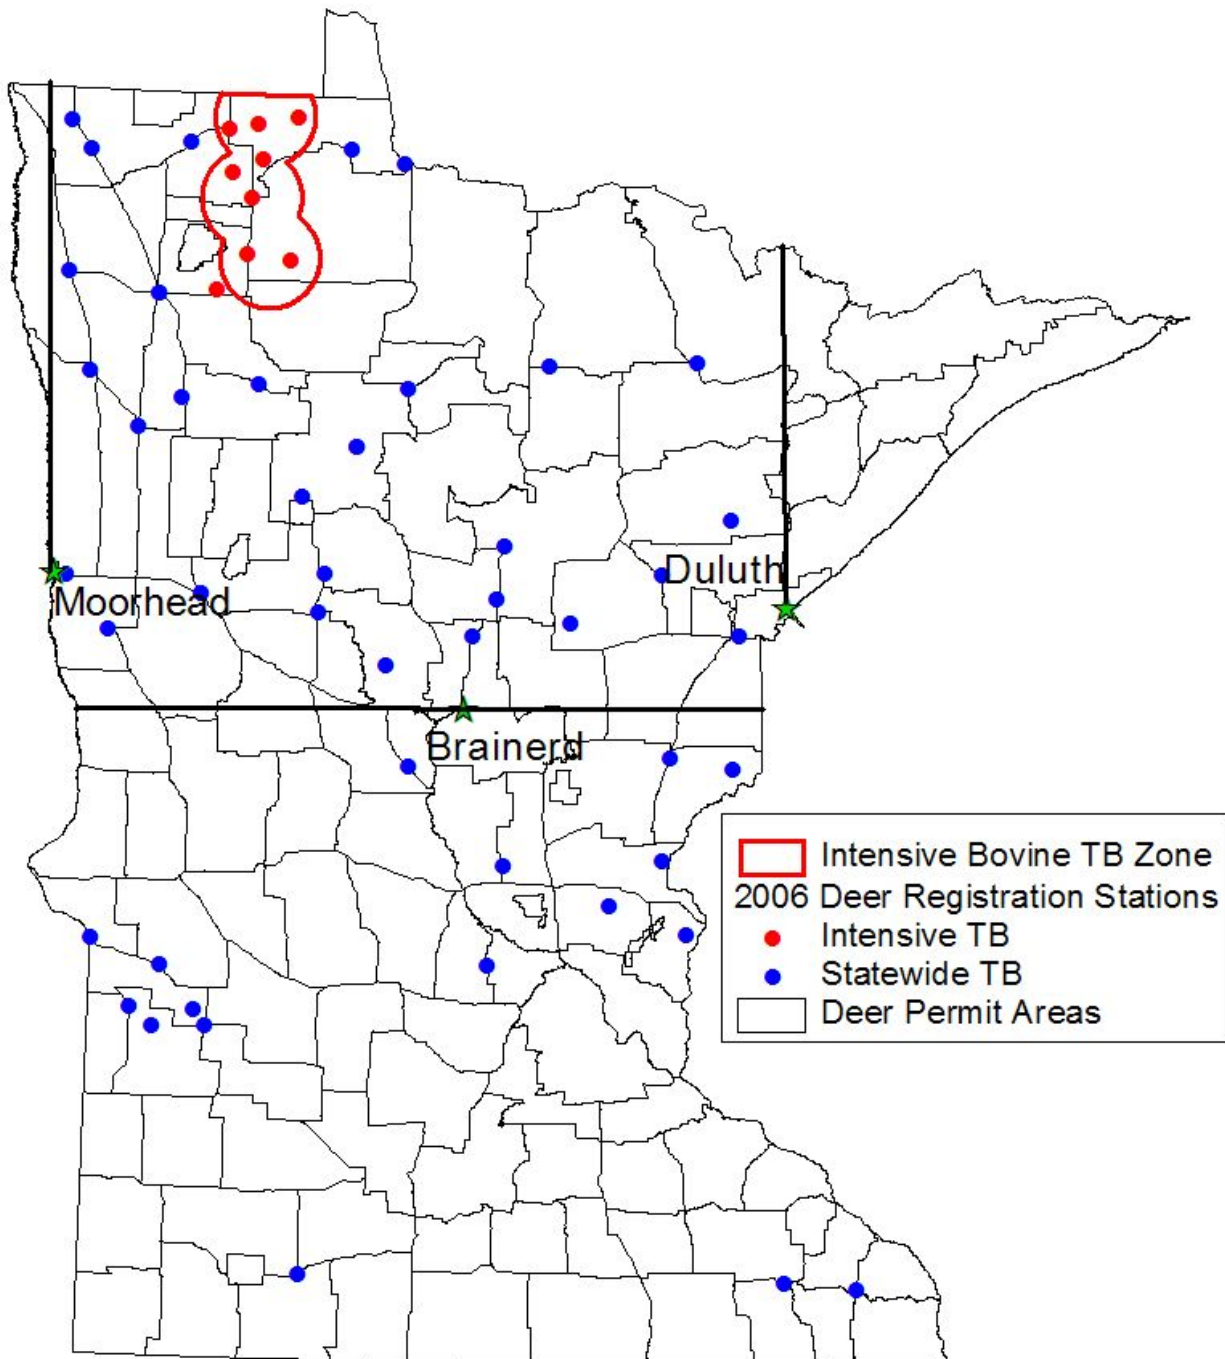 Duluth
Moorhead
Brainerd
Intensive Bovine TB Zone
2006 Deer Registration Stations
Intensive TB
Statewide TB
Deer Permit Areas